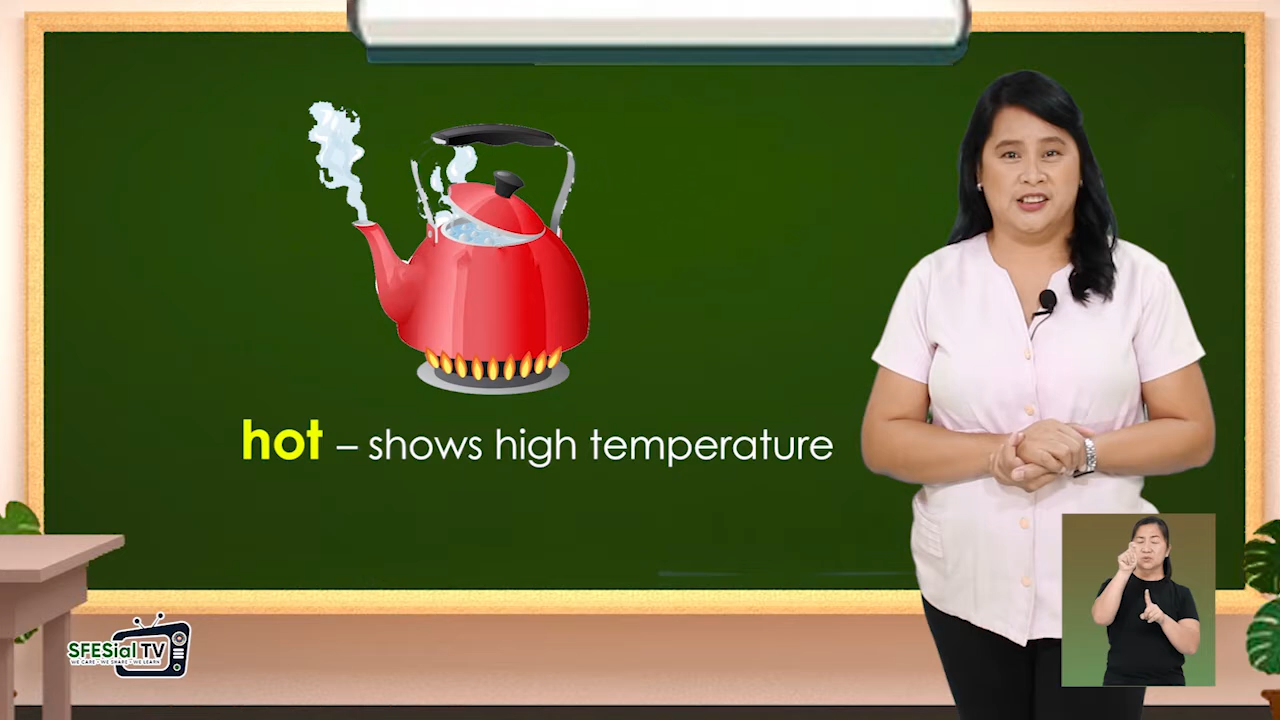 hot – shows high temperature
SFESial TV
WE CARE • WE SHARE • WE LEARN